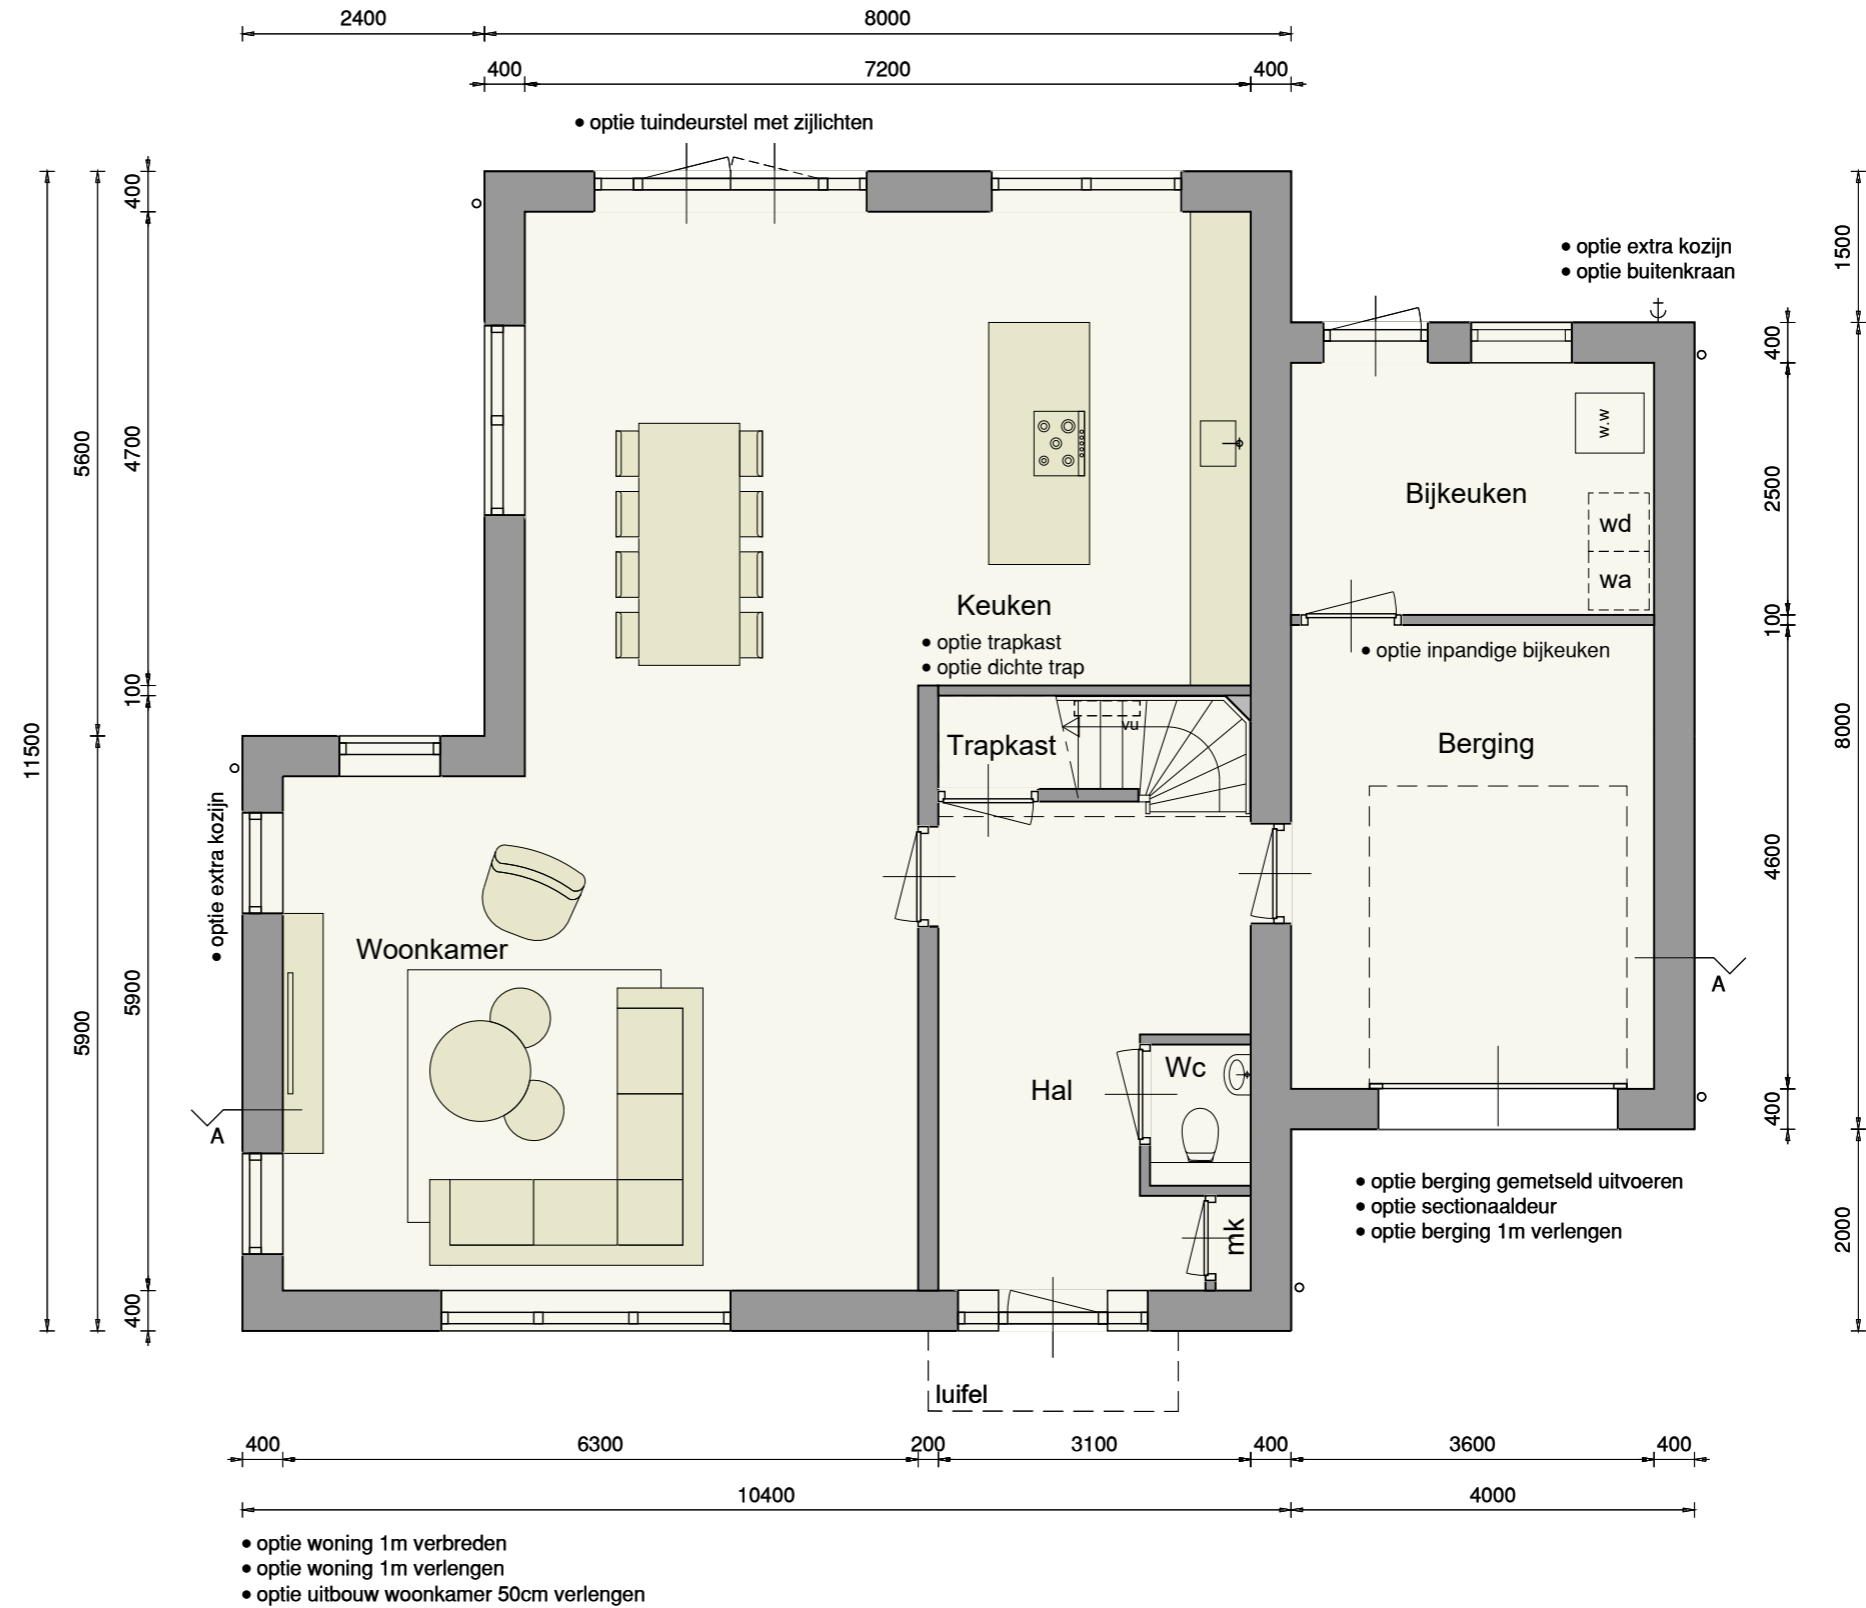 2400
8000
400
7200
400
• optie tuindeurstel met zijlichten
400
1500
• optie extra kozijn
• optie buitenkraan
400
w.w
5600
4700
Bijkeuken
2500
wd
wa
Keuken
• optie trapkast
• optie dichte trap
100
• optie inpandige bijkeuken
100
vu
Trapkast
Berging
11500
8000
• optie extra kozijn
4600
Woonkamer
5900
5900
A
Wc
Hal
A
400
• optie berging gemetseld uitvoeren
• optie sectionaaldeur
• optie berging 1m verlengen
mk
2000
400
luifel
400
6300
200
3100
400
3600
400
10400
4000
• optie woning 1m verbreden
• optie woning 1m verlengen
• optie uitbouw woonkamer 50cm verlengen